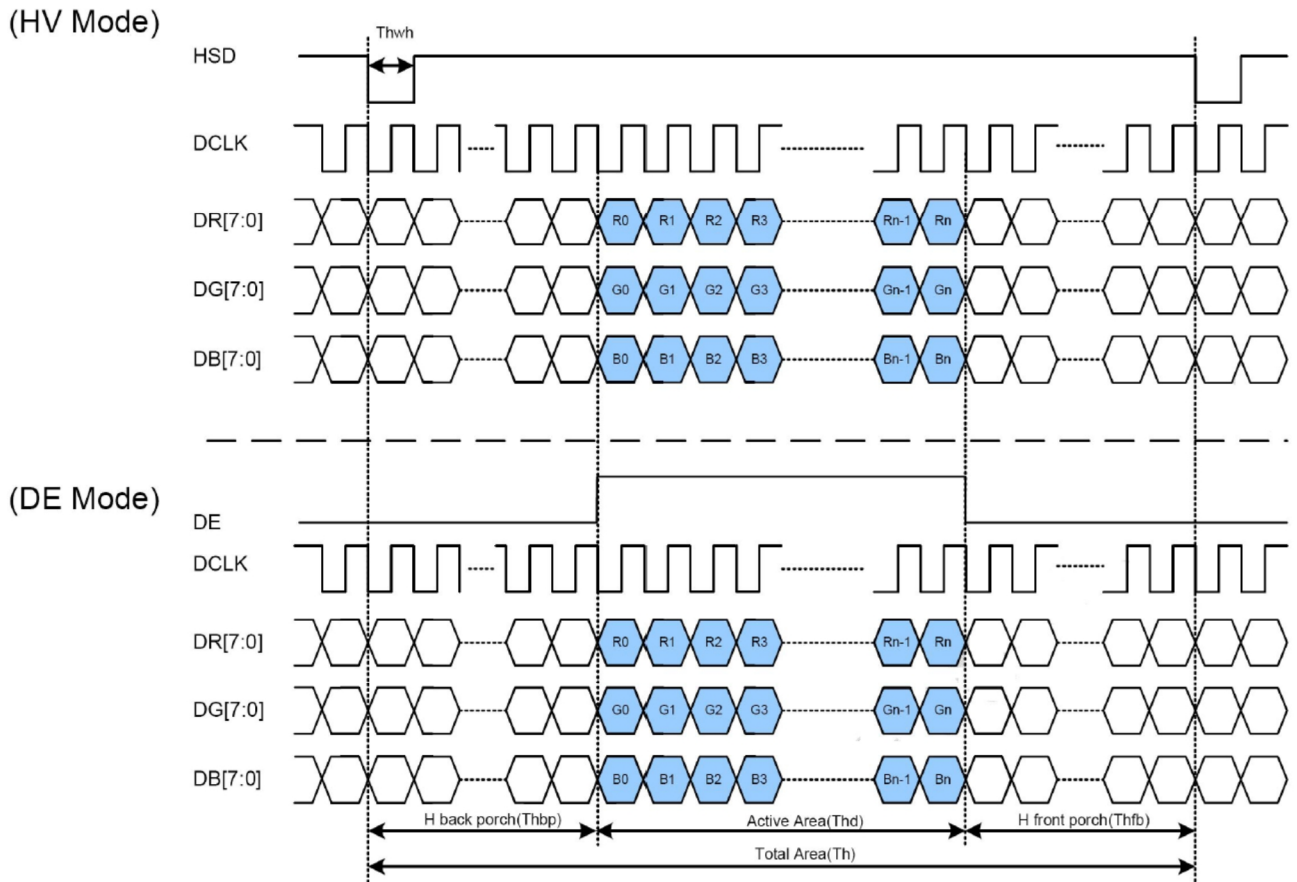 (HV Mode)
Thwh
HSD
DCLK
DR[7:0] R0 R1 R2 R3 Rn-1 Rn
DG[7:0] G0 G1 G2 G3 Gn-1 Gn
DB[7:0] B0 B1 B2 B3 Bn-1 Bn
(DE Mode)
DE
DCLK
DR[7:0] R0 R1 R2 R3 Rn-1 Rn
DG[7:0] G0 G1 G2 G3 Gn-1 Gn
DB[7:0] B0 B1 B2 B3 Bn-1 Bn
H back porch(Thbp) Active Area(Thd) H front porch(Thfb)
Total Area(Th)